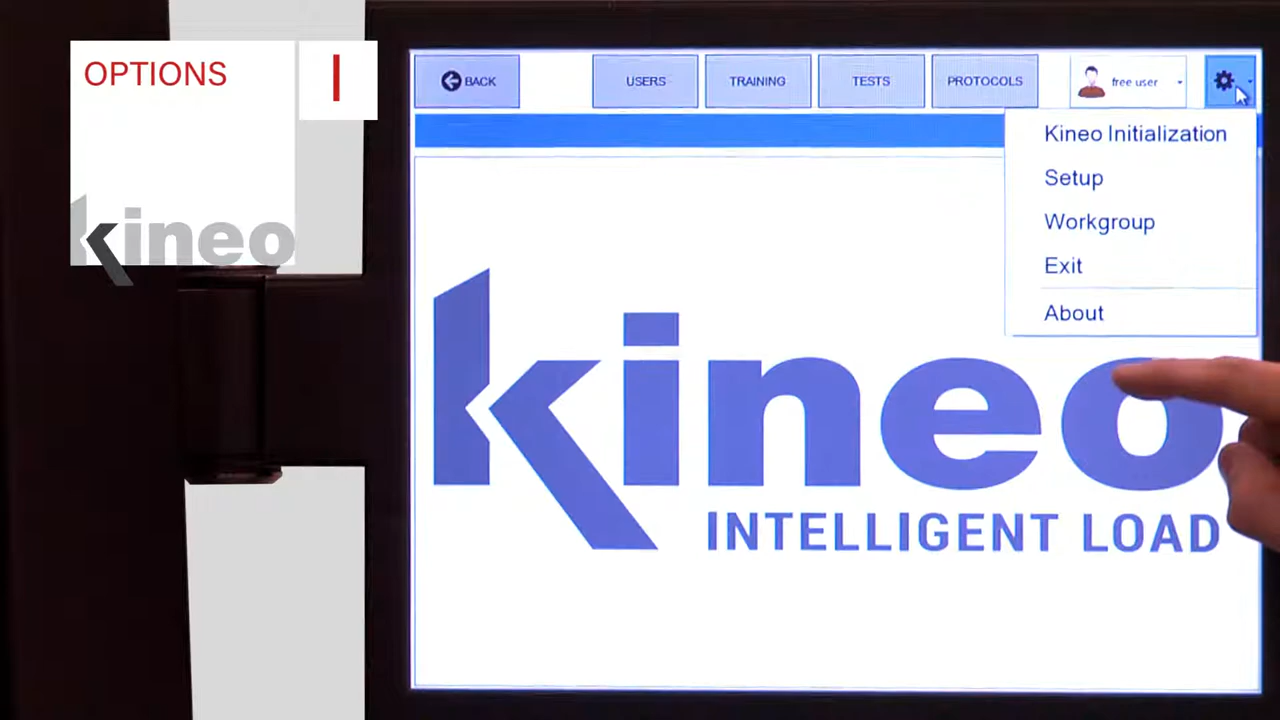 OPTIONS
I
kineo
BACK
USERS
TRAINING
TESTS
PROTOCOLS
free user
Kineo Initialization
Setup
Workgroup
Exit
About
kineo
INTELLIGENT LOAD